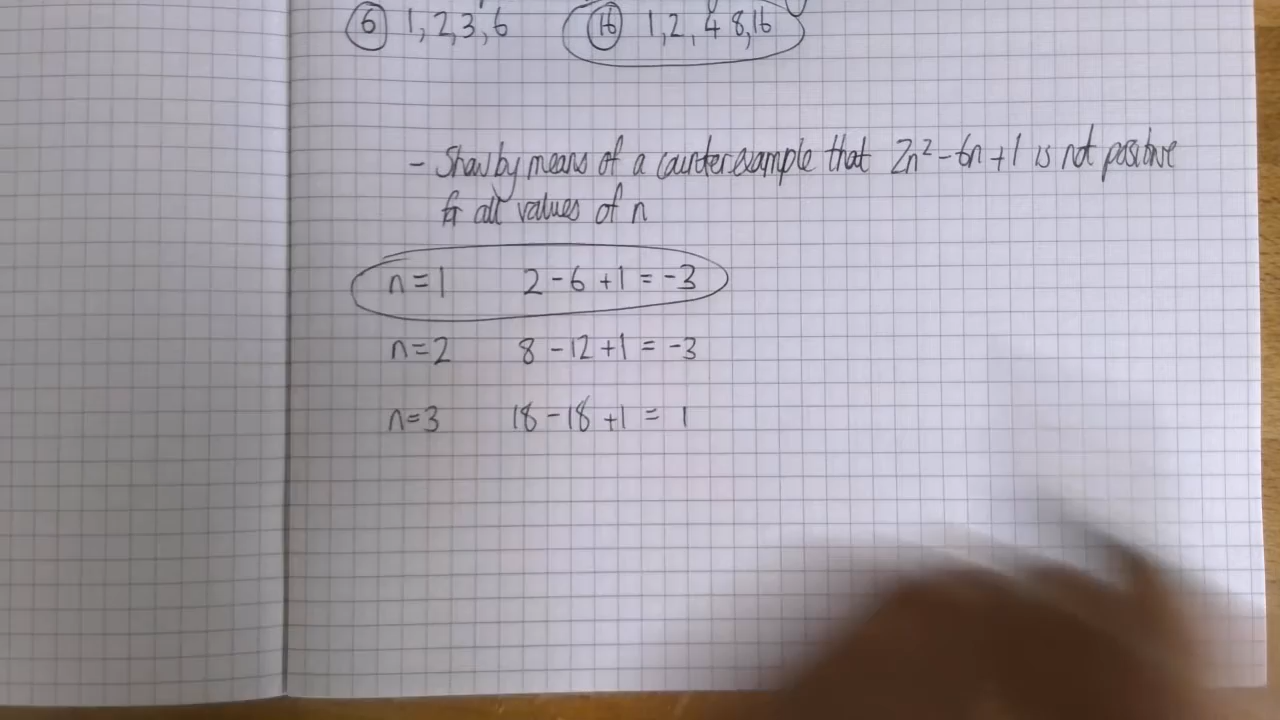 6 1, 2, 3, 6 16 1, 2, 4 8, 16
- Show by means of a counter example that 2n² - 6n + 1 is not positive
for all values of n
n = 1 2 - 6 + 1 = -3
n = 2 8 - 12 + 1 = -3
n = 3 18 - 18 + 1 = 1